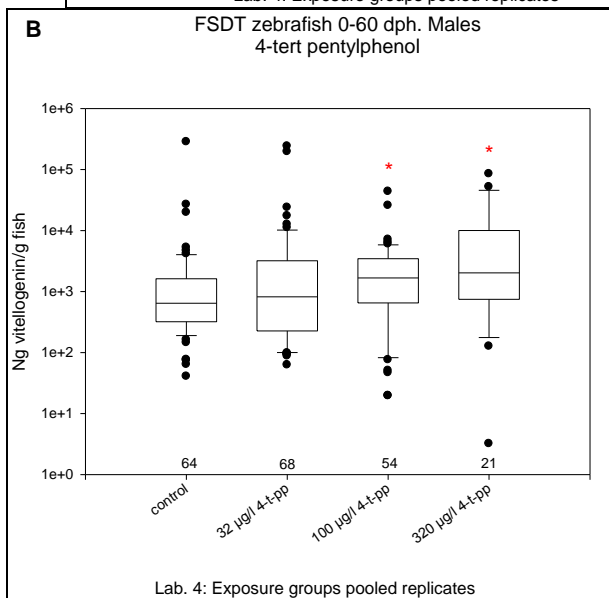 Lab. 4: Exposure groups pooled replicates
B
FSDT zebrafish 0-60 dph. Males
4-tert pentylphenol
Ng vitellogenin/g fish
1e+6
1e+5
1e+4
1e+3
1e+2
1e+1
1e+0
* *
64 68 54 21
control 32 µg/l 4-t-pp 100 µg/l 4-t-pp 320 µg/l 4-t-pp
Lab. 4: Exposure groups pooled replicates